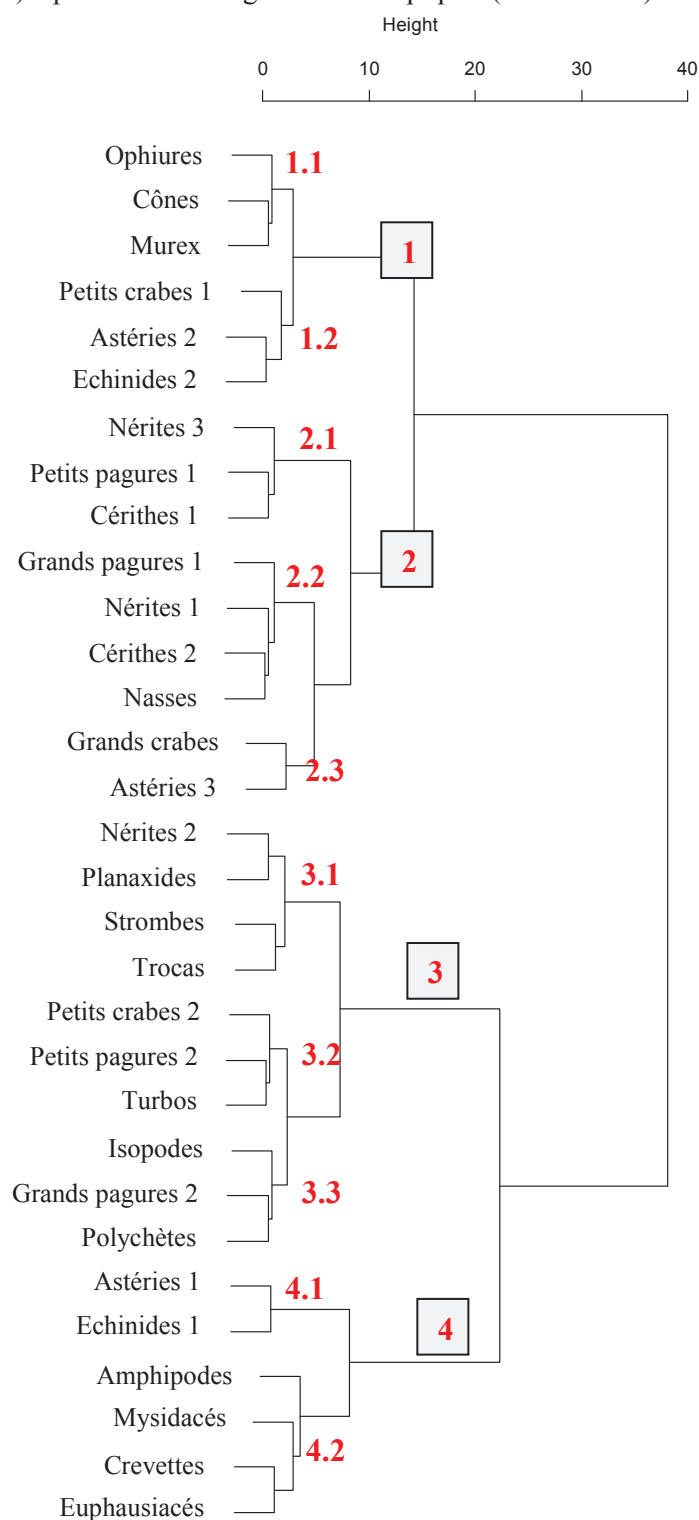 Height
0 10 20 30 40
Ophiures
1.1
Cônes
Murex
1
Petits crabes 1
Astéries 2
1.2
Echinides 2
Nérites 3
2.1
Petits pagures 1
Cérithes 1
2
Grands pagures 1
2.2
Nérites 1
Cérithes 2
Nasses
Grands crabes
2.3
Astéries 3
Nérites 2
Planaxides
3.1
Strombes
Trocas
3
Petits crabes 2
Petits pagures 2
3.2
Turbos
Isopodes
Grands pagures 2
3.3
Polychètes
Astéries 1
4.1
Echinides 1
4
Amphipodes
Mysidacés
4.2
Crevettes
Euphausiacés